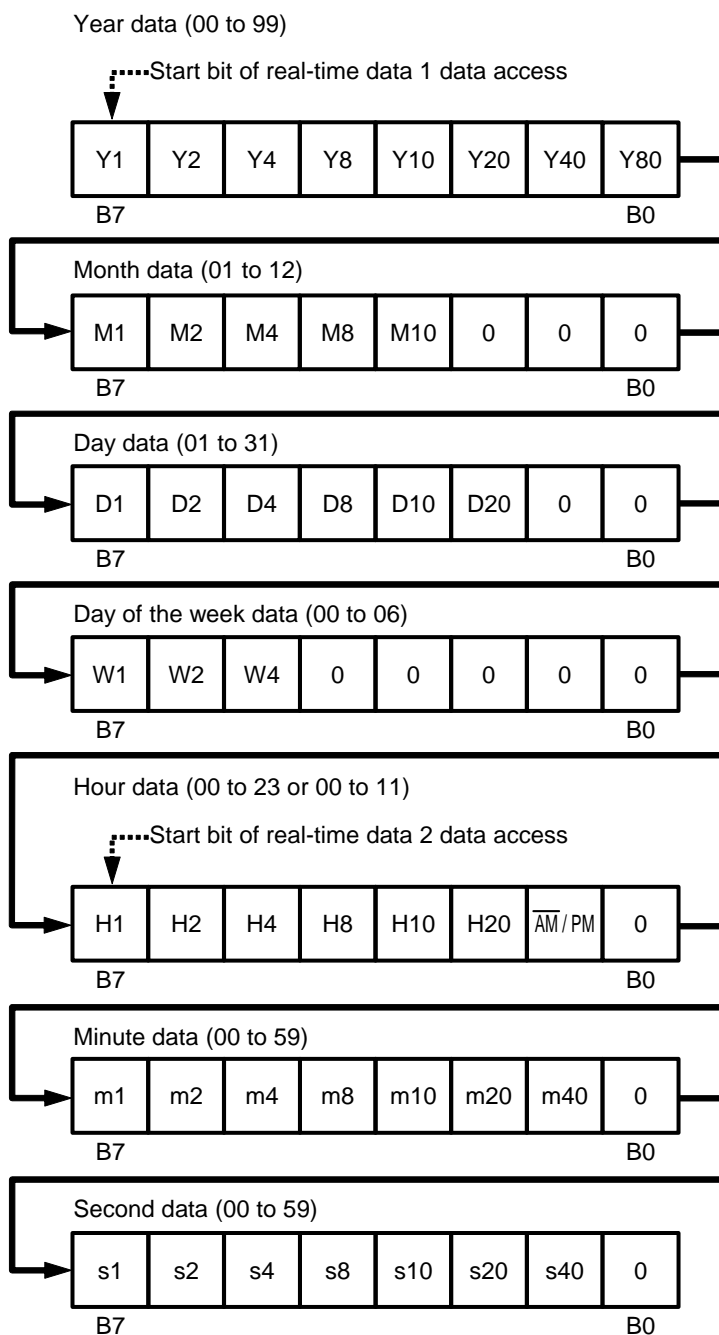 Year data (00 to 99)
Start bit of real-time data 1 data access
Y1 Y2 Y4 Y8 Y10 Y20 Y40 Y80
B7 B0
Month data (01 to 12)
M1 M2 M4 M8 M10 0 0 0
B7 B0
Day data (01 to 31)
D1 D2 D4 D8 D10 D20 0 0
B7 B0
Day of the week data (00 to 06)
W1 W2 W4 0 0 0 0 0
B7 B0
Hour data (00 to 23 or 00 to 11)
Start bit of real-time data 2 data access
H1 H2 H4 H8 H10 H20 A̅M̅ / PM 0
B7 B0
Minute data (00 to 59)
m1 m2 m4 m8 m10 m20 m40 0
B7 B0
Second data (00 to 59)
s1 s2 s4 s8 s10 s20 s40 0
B7 B0